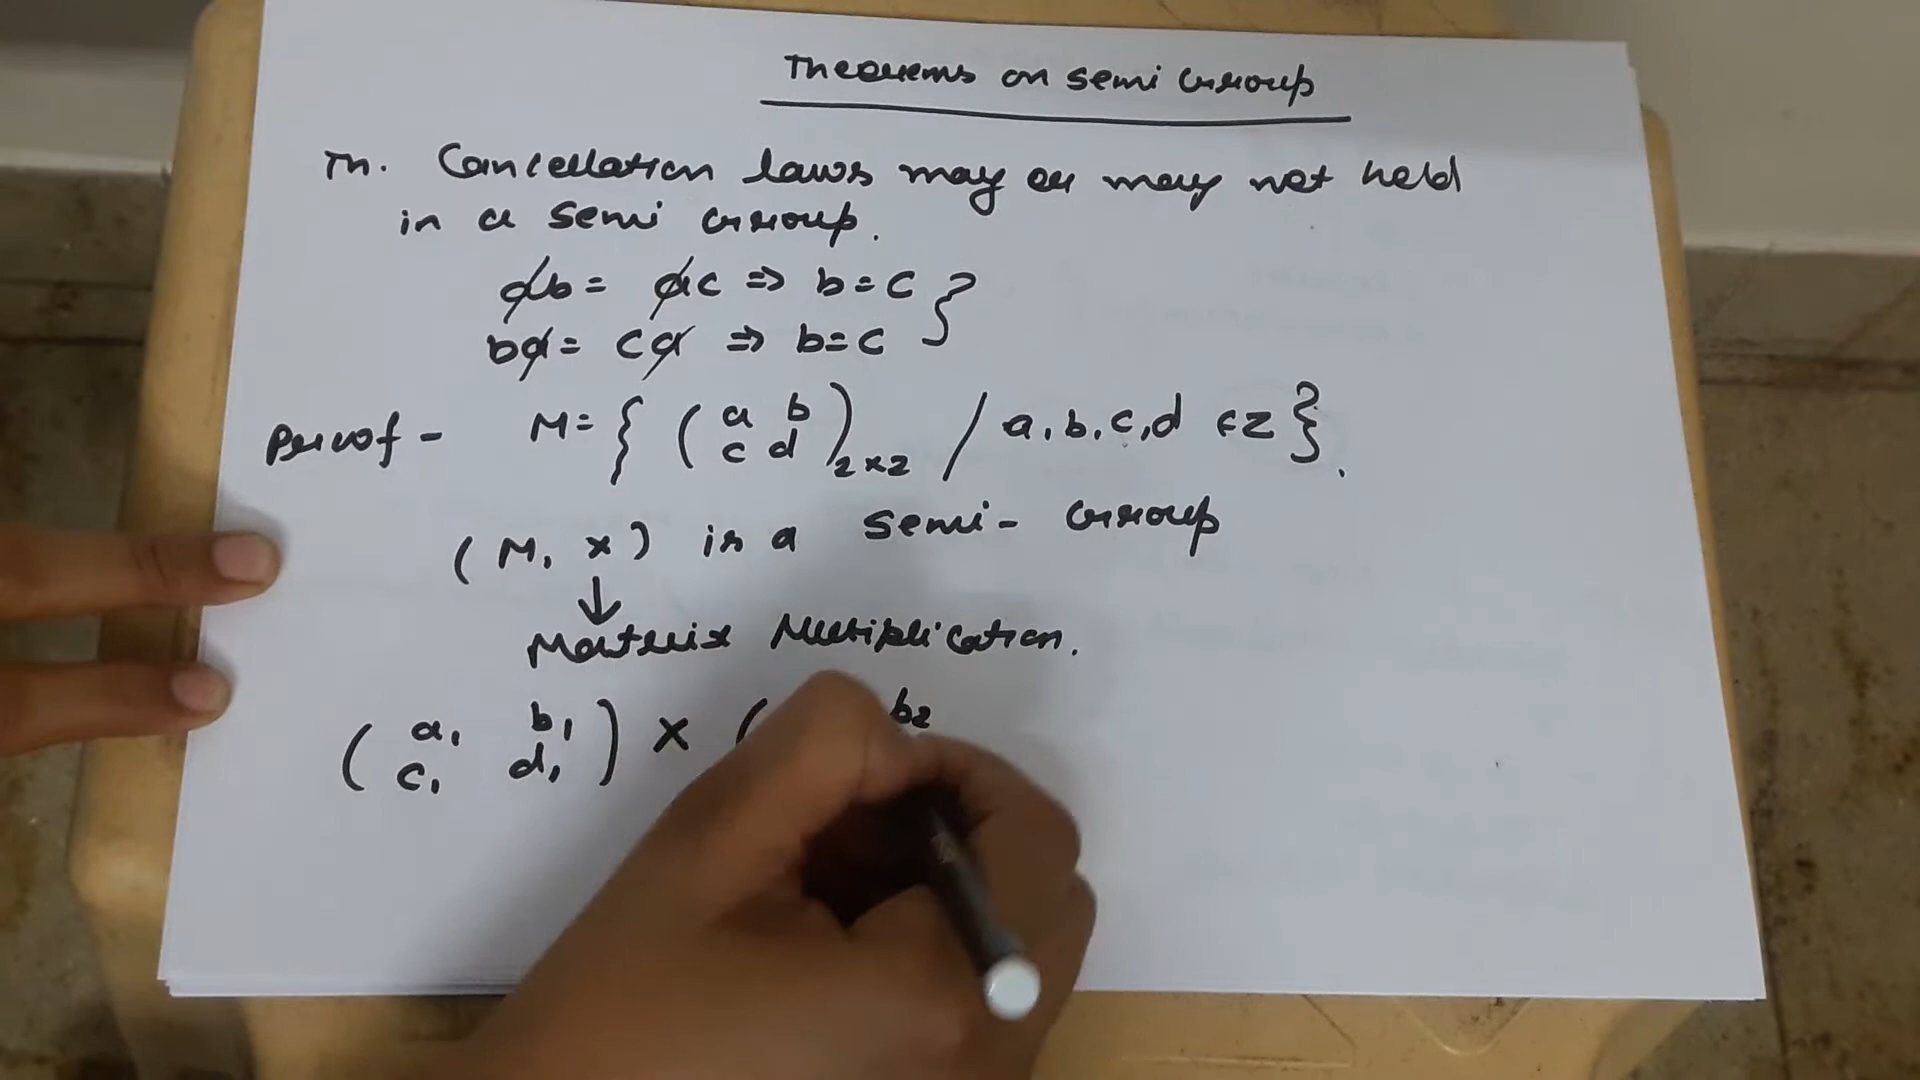 Theorems on semi Group
Th. Cancellation laws may or may not hold
in a semi Group.
ab = ac ⇒ b = c }
ba = ca ⇒ b = c
Proof - M = { ( a b
c d )2×2 / a, b, c, d ∈ Z }.
( M, × ) is a semi - Group
↓
Matrix Multiplication.
( a1 b1 ) × ( b2
c1 d1